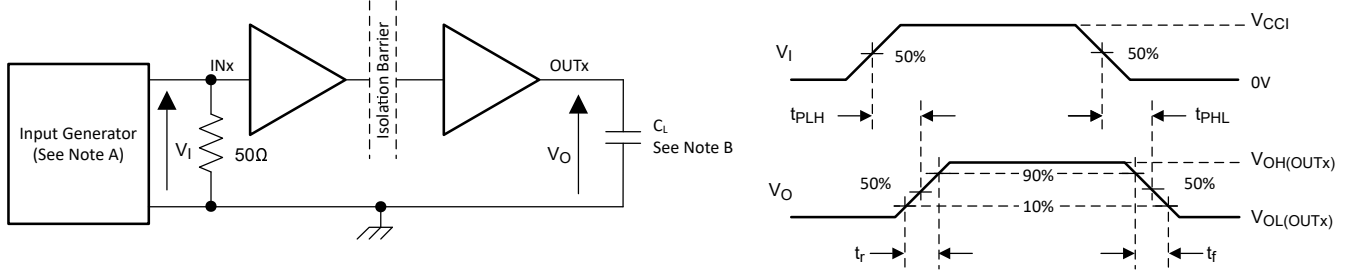 Input Generator
(See Note A)
VI
50Ω
INx
Isolation Barrier
OUTx
VO
CL
See Note B
VI
50%
50%
VCCI
0V
tPLH
tPHL
VO
50%
90%
50%
10%
VOH(OUTx)
VOL(OUTx)
tr
tf